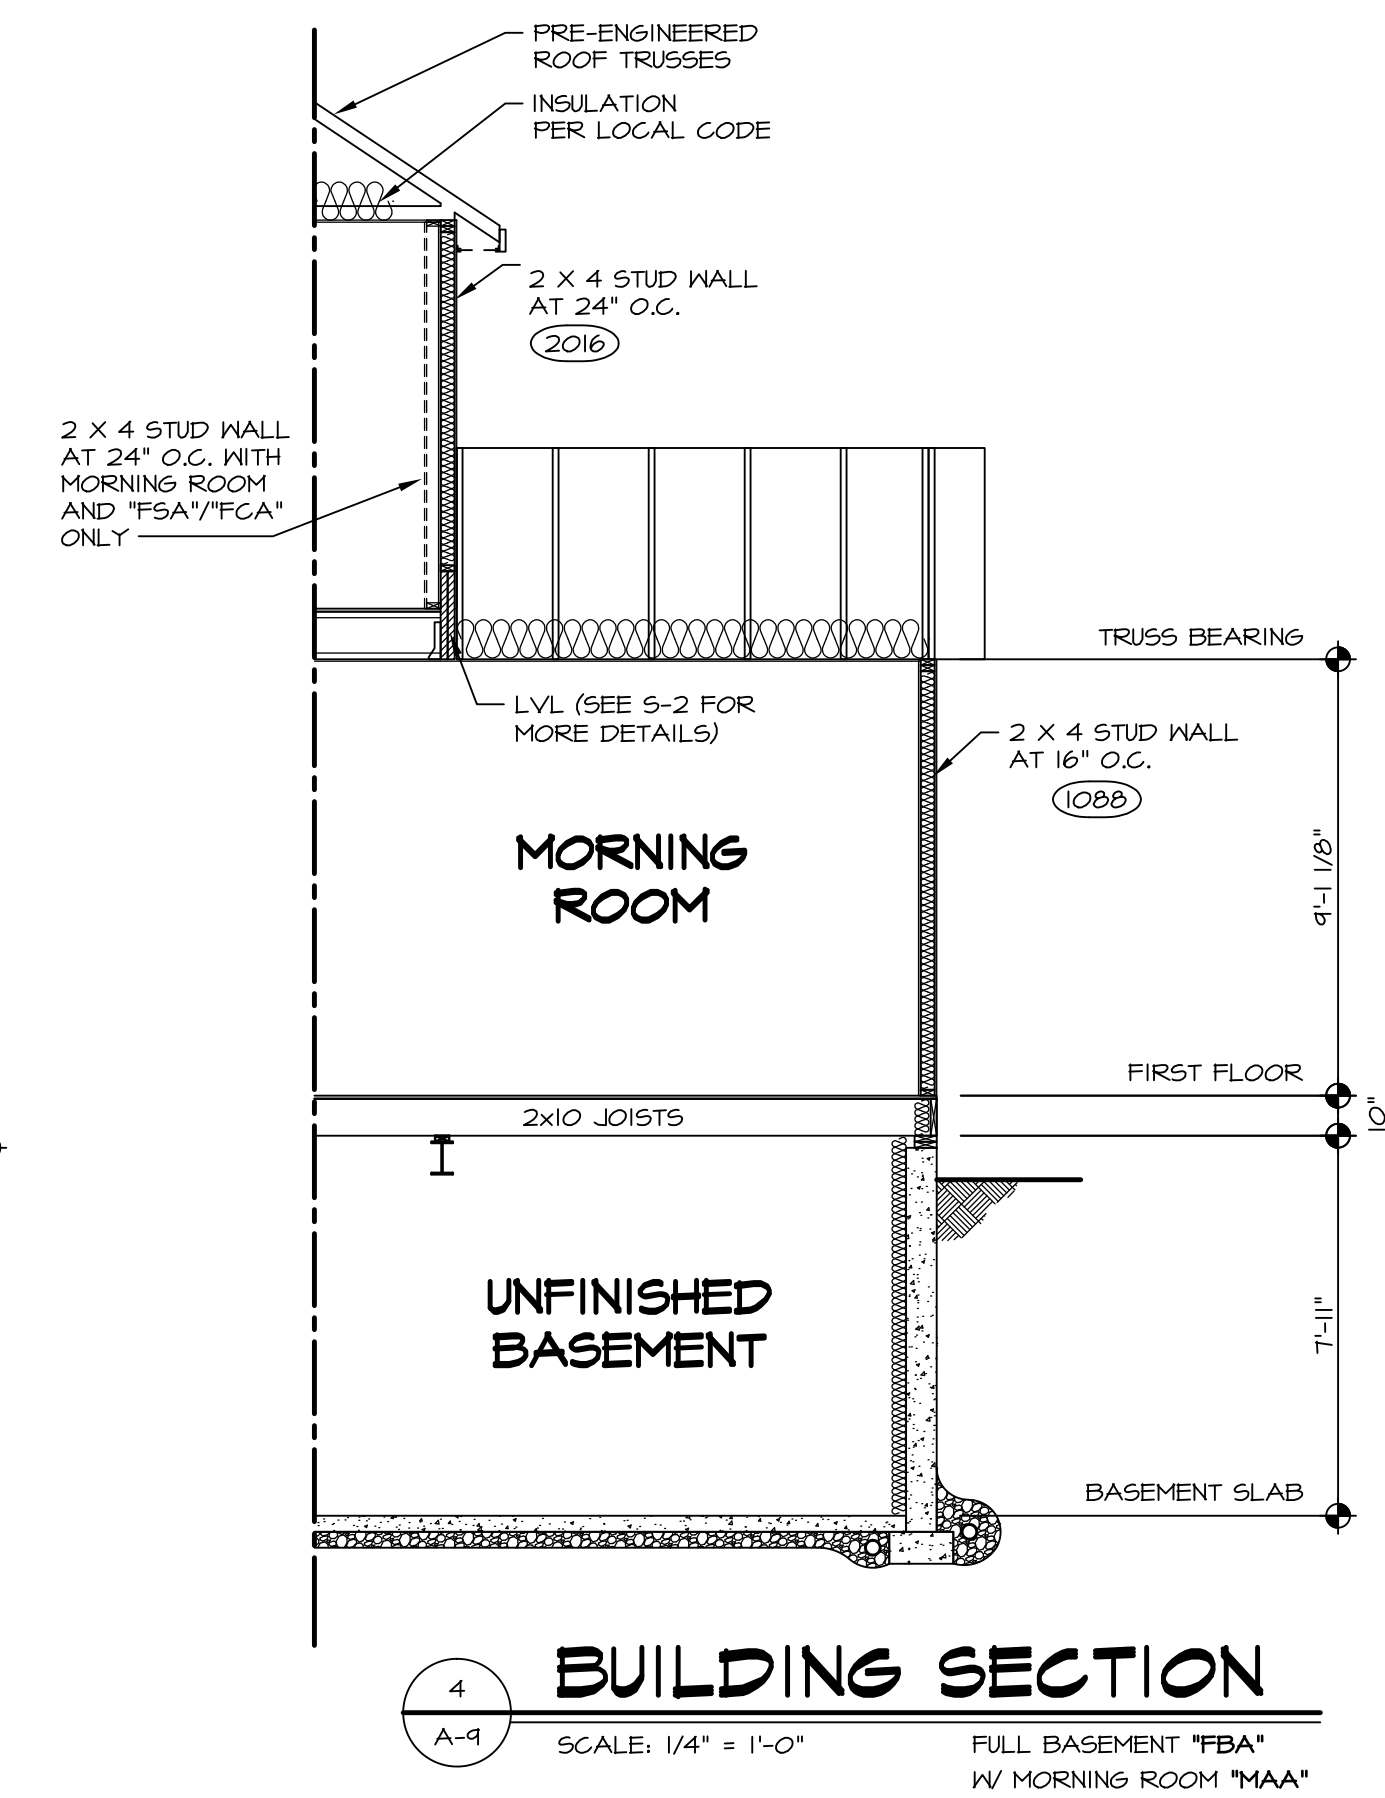 PRE-ENGINEERED
ROOF TRUSSES
INSULATION
PER LOCAL CODE
2 X 4 STUD WALL
AT 24" O.C.
2016
2 X 4 STUD WALL
AT 24" O.C. WITH
MORNING ROOM
AND "FSA"/"FCA"
ONLY
TRUSS BEARING
LVL (SEE S-2 FOR
MORE DETAILS)
2 X 4 STUD WALL
AT 16" O.C.
1088
MORNING
ROOM
9'-1 1/8"
FIRST FLOOR
2x10 JOISTS
10"
UNFINISHED
BASEMENT
7'-11"
BASEMENT SLAB
BUILDING SECTION
4
A-9
SCALE: 1/4" = 1'-0"
FULL BASEMENT "FBA"
W/ MORNING ROOM "MAA"